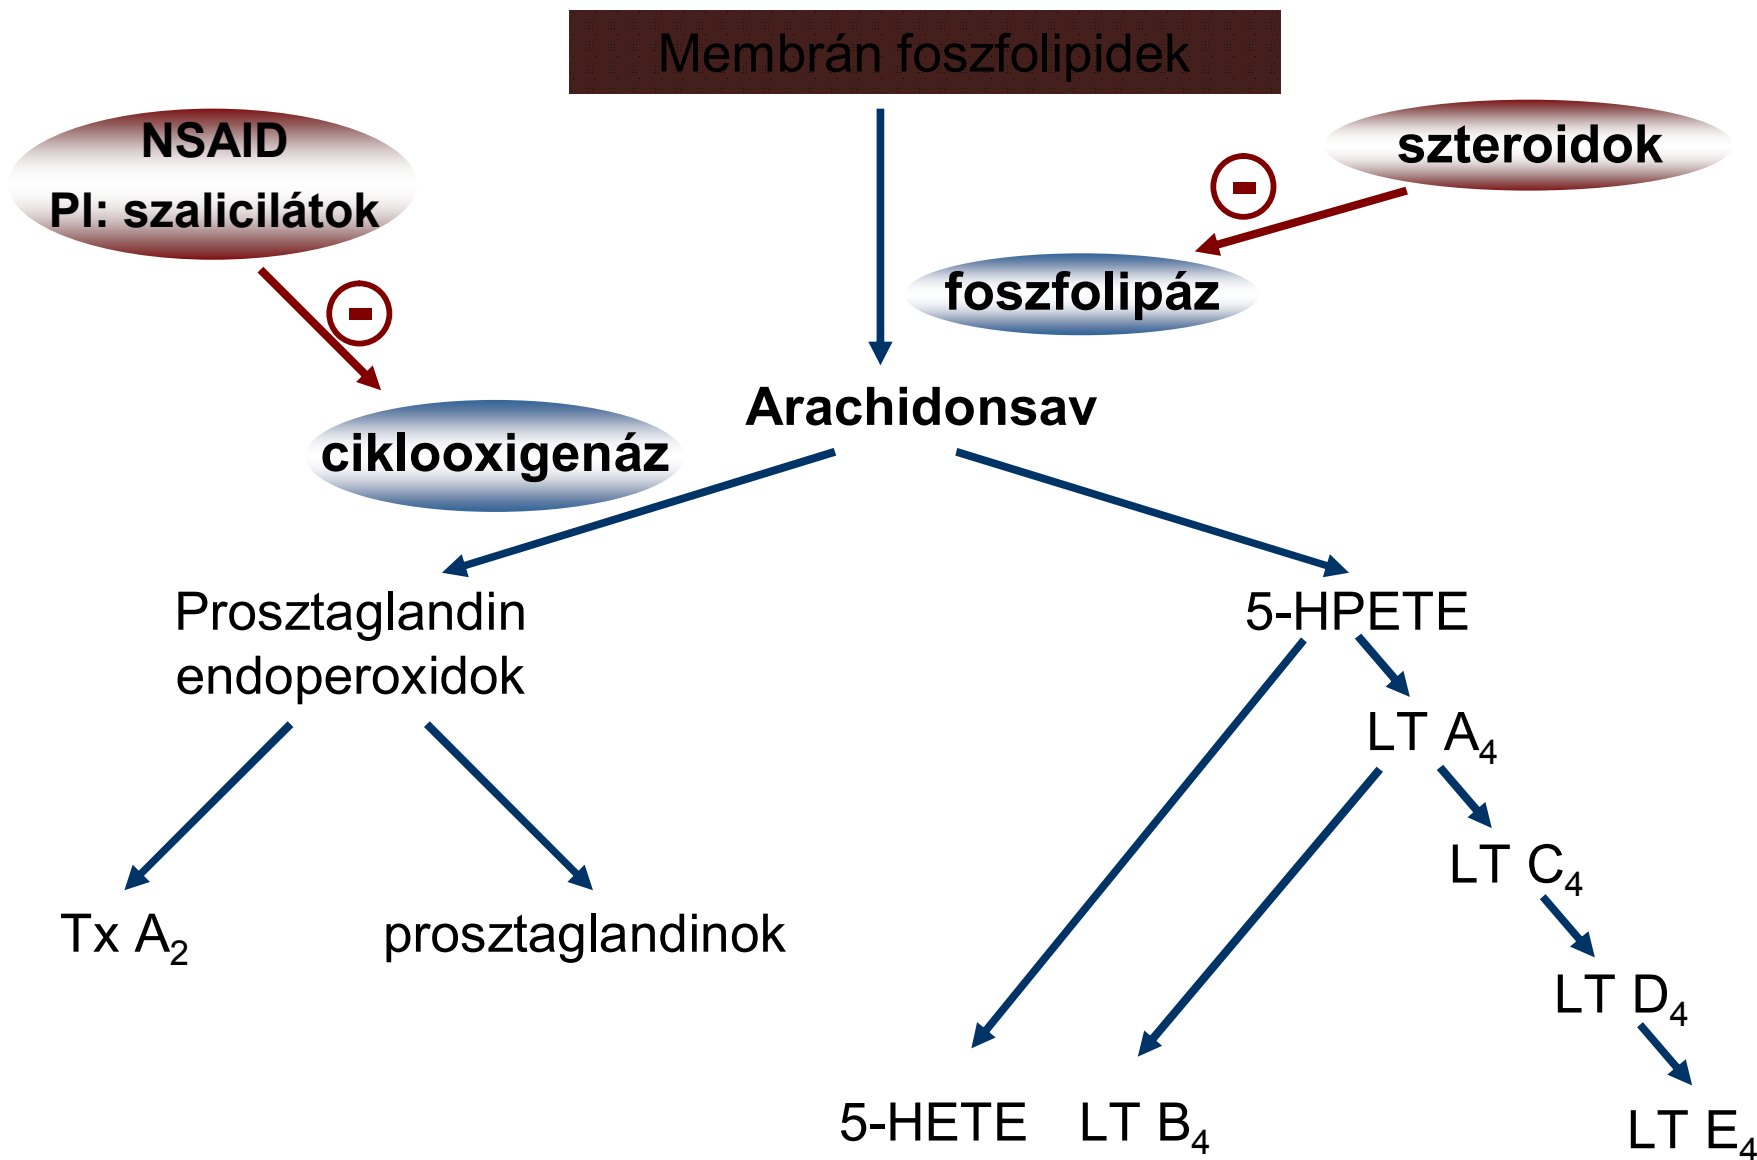 Membrán foszfolipidek
NSAID
Pl: szalicilátok
-
szteroidok
-
foszfolipáz
Arachidonsav
ciklooxigenáz
Prosztaglandin
endoperoxidok
5-HPETE
LT A₄
LT C₄
Tx A₂
prosztaglandinok
LT D₄
5-HETE
LT B₄
LT E₄